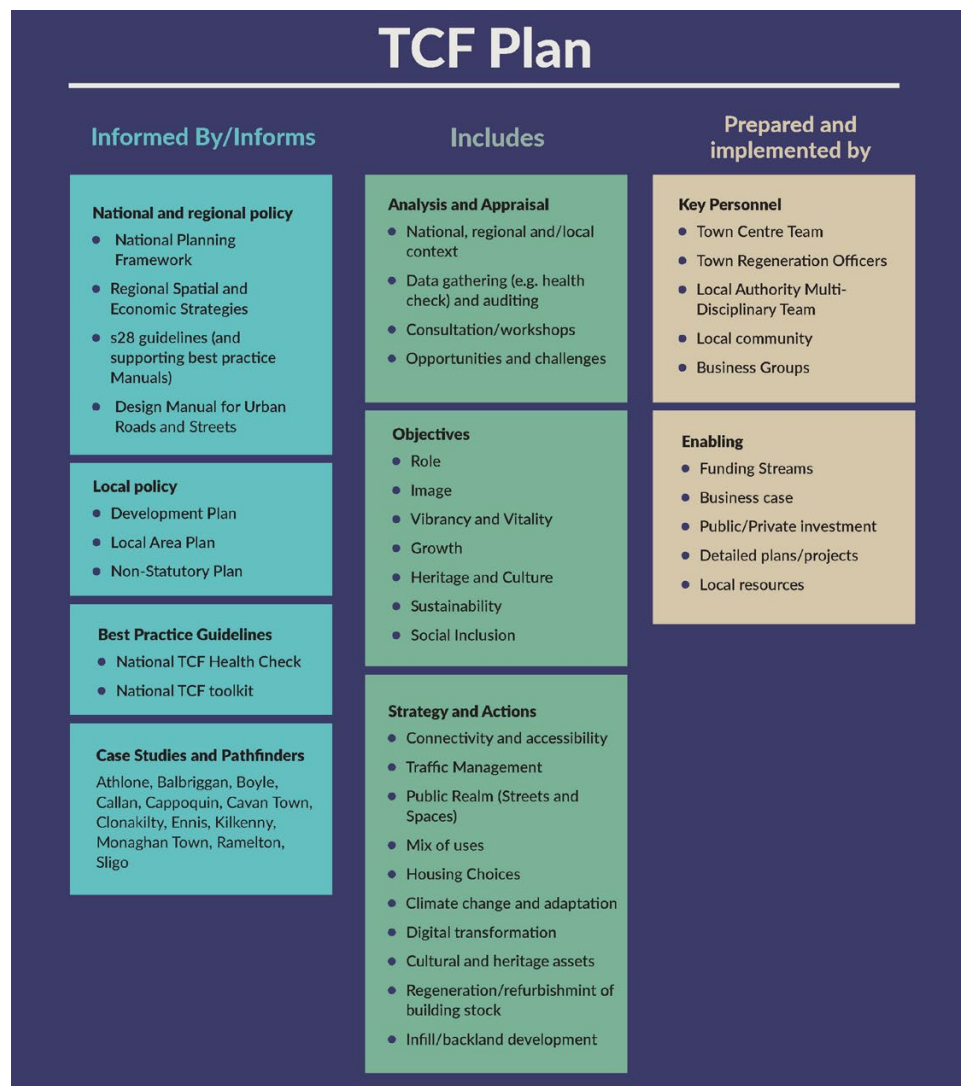 TCF Plan
Informed By/Informs
National and regional policy
National Planning
Framework
Regional Spatial and
Economic Strategies
s28 guidelines (and
supporting best practice
Manuals)
Design Manual for Urban
Roads and Streets
Local policy
Development Plan
Local Area Plan
Non-Statutory Plan
Best Practice Guidelines
National TCF Health Check
National TCF toolkit
Case Studies and Pathfinders
Athlone, Balbriggan, Boyle,
Callan, Cappoquin, Cavan Town,
Clonakilty, Ennis, Kilkenny,
Monaghan Town, Ramelton,
Sligo
Includes
Analysis and Appraisal
National, regional and/local
context
Data gathering (e.g. health
check) and auditing
Consultation/workshops
Opportunities and challenges
Objectives
Role
Image
Vibrancy and Vitality
Growth
Heritage and Culture
Sustainability
Social Inclusion
Strategy and Actions
Connectivity and accessibility
Traffic Management
Public Realm (Streets and
Spaces)
Mix of uses
Housing Choices
Climate change and adaptation
Digital transformation
Cultural and heritage assets
Regeneration/refurbishmint of
building stock
Infill/backland development
Prepared and
implemented by
Key Personnel
Town Centre Team
Town Regeneration Officers
Local Authority Multi-
Disciplinary Team
Local community
Business Groups
Enabling
Funding Streams
Business case
Public/Private investment
Detailed plans/projects
Local resources